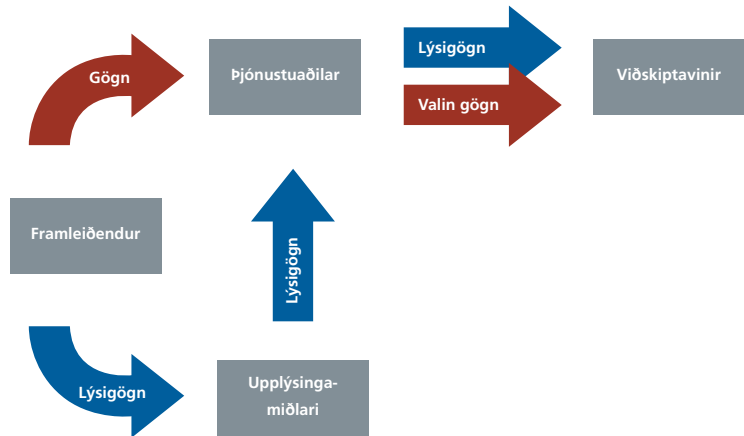 Gögn
Þjónustuaðilar
Lýsigögn
Valin gögn
Viðskiptavinir
Framleiðendur
Lýsigögn
Lýsigögn
Upplýsinga-
miðlari